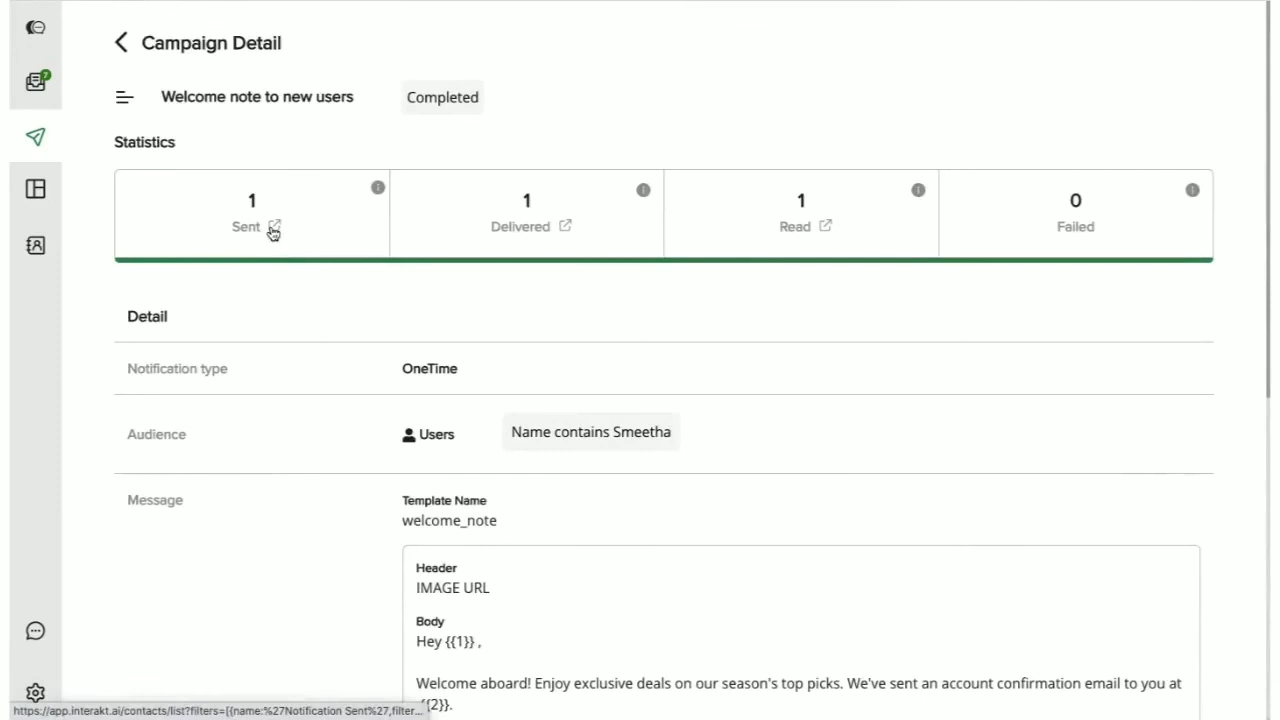 7
Campaign Detail
Welcome note to new users Completed
Statistics
1 1 1 0
Sent Delivered Read Failed
Detail
Notification type OneTime
Audience Users Name contains Smeetha
Message Template Name
welcome_note
Header
IMAGE URL
Body
Hey {{1}} ,
Welcome aboard! Enjoy exclusive deals on our season's top picks. We've sent an account confirmation email to you at
{{2}}.
https://app.interakt.ai/contacts/list?filters=[{name:%27Notification Sent%27,filter...